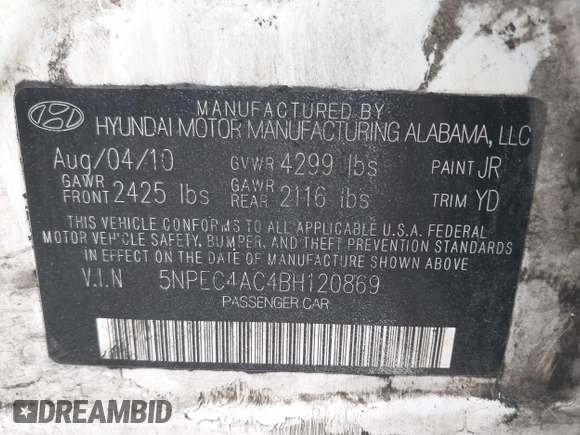 MANUFACTURED BY
HYUNDAI MOTOR MANUFACTURING ALABAMA, LLC
Aug/04/10 GVWR 4299 lbs PAINT JR
GAWR FRONT 2425 lbs GAWR REAR 2116 lbs TRIM YD
THIS VEHICLE CONFORMS TO ALL APPLICABLE U.S.A. FEDERAL
MOTOR VEHICLE SAFETY, BUMPER, AND THEFT PREVENTION STANDARDS
IN EFFECT ON THE DATE OF MANUFACTURE SHOWN ABOVE
V.I.N 5NPEC4AC4BH120869
PASSENGER CAR
DREAMBID